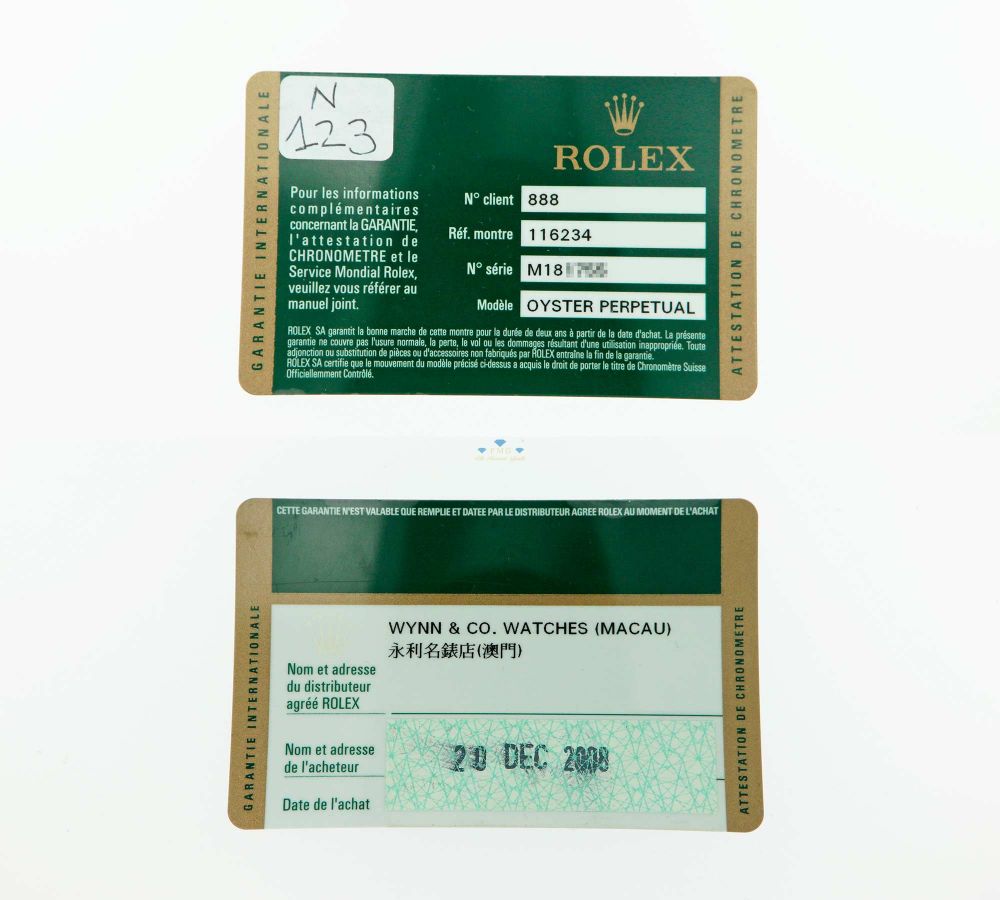 N
123
ROLEX
GARANTIE INTERNATIONALE
ATTESTATION DE CHRONOMETRE
Pour les informations
complémentaires
concernant la GARANTIE,
l'attestation de
CHRONOMETRE et le
Service Mondial Rolex,
veuillez vous référer au
manuel joint.
N° client 888
Réf. montre 116234
N° série M18
Modèle OYSTER PERPETUAL
ROLEX SA garantit la bonne marche de cette montre pour la durée de deux ans à partir de la date d'achat. La présente
garantie ne couvre pas l'usure normale, la perte, le vol ou les dommages résultant d'une utilisation inappropriée. Toute
adjonction ou substitution de pièces ou d'accessoires non fabriqués par ROLEX entraîne la fin de la garantie.
ROLEX SA certifie que le mouvement du modèle précisé ci-dessus a acquis le droit de porter le titre de Chronomètre Suisse
Officiellemment Contrôlé.
PMG
CETTE GARANTIE N'EST VALABLE QUE REMPLIE ET DATEE PAR LE DISTRIBUTEUR AGREE ROLEX AU MOMENT DE L'ACHAT
GARANTIE INTERNATIONALE
ATTESTATION DE CHRONOMETRE
WYNN & CO. WATCHES (MACAU)
永利名錶店(澳門)
Nom et adresse
du distributeur
agréé ROLEX
Nom et adresse
de l'acheteur
20 DEC 2008
Date de l'achat